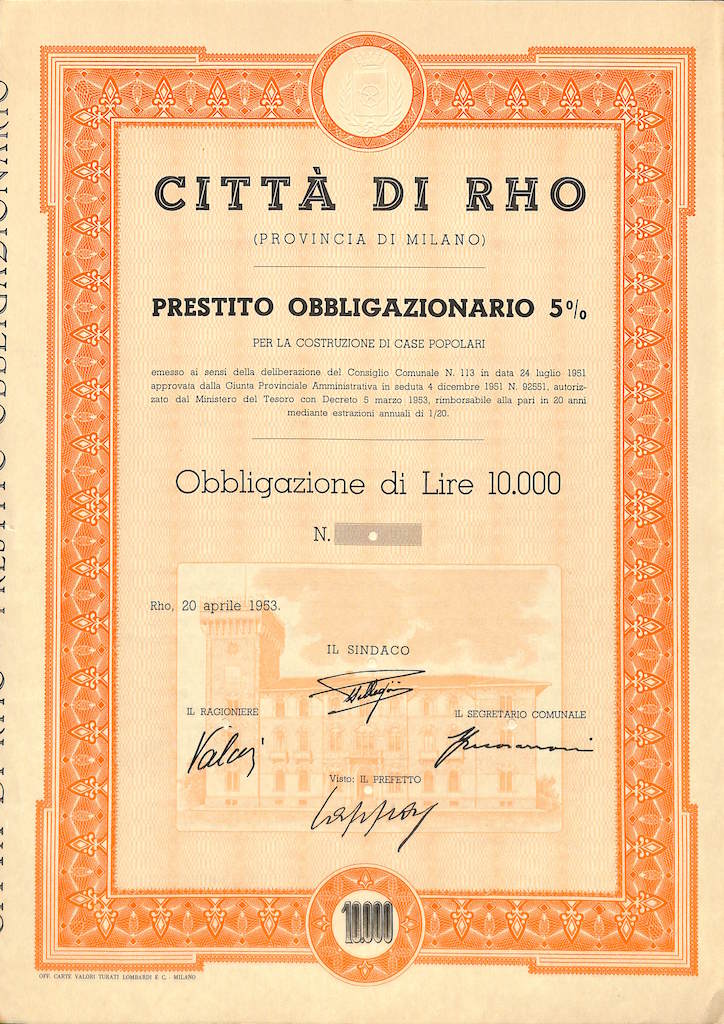 CITTÀ DI RHO
(PROVINCIA DI MILANO)
PRESTITO OBBLIGAZIONARIO 5%
PER LA COSTRUZIONE DI CASE POPOLARI
emesso ai sensi della deliberazione del Consiglio Comunale N. 113 in data 24 luglio 1951
approvata dalla Giunta Provinciale Amministrativa in seduta 4 dicembre 1951 N. 92551, autoriz-
zato dal Ministero del Tesoro con Decreto 5 marzo 1953, rimborsabile alla pari in 20 anni
mediante estrazioni annuali di 1/20.
Obbligazione di Lire 10.000
N.
Rho, 20 aprile 1953.
IL SINDACO
IL RAGIONIERE
IL SEGRETARIO COMUNALE
Visto: IL PREFETTO
10.000
OFF. CARTE VALORI TURATI LOMBARDI E C. - MILANO